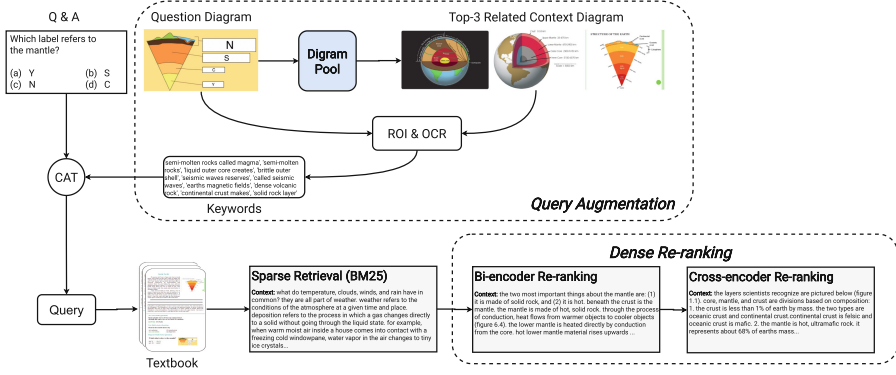 Q & A
Question Diagram
Top-3 Related Context Diagram
Which label refers to
the mantle?
(a) Y (b) S
(c) N (d) C
N
S
C
Y
Digram
Pool
STRUCTURE OF THE EARTH
ROI & OCR
CAT
'semi-molten rocks called magma', 'semi-molten
rocks', 'liquid outer core creates', 'brittle outer
shell', 'seismic waves reserves', 'called seismic
waves', 'earths magnetic fields', 'dense volcanic
rock', 'continental crust makes', 'solid rock layer'
Keywords
Query Augmentation
Dense Re-ranking
Query
Textbook
Sparse Retrieval (BM25)
Context: what do temperature, clouds, winds, and rain have in
common? they are all part of weather. weather refers to the
conditions of the atmosphere at a given time and place.
deposition refers to the process in which a gas changes directly
to a solid without going through the liquid state. for example,
when warm moist air inside a house comes into contact with a
freezing cold windowpane, water vapor in the air changes to tiny
ice crystals...
Bi-encoder Re-ranking
Context: the two most important things about the mantle are: (1)
it is made of solid rock, and (2) it is hot. beneath the crust is the
mantle. the mantle is made of hot, solid rock. through the process
of conduction, heat flows from warmer objects to cooler objects
(figure 6.4). the lower mantle is heated directly by conduction
from the core. hot lower mantle material rises upwards ...
Cross-encoder Re-ranking
Context: the layers scientists recognize are pictured below (figure
1.1). core, mantle, and crust are divisions based on composition:
1. the crust is less than 1% of earth by mass. the two types are
oceanic crust and continental crust.continental crust is felsic and
oceanic crust is mafic. 2. the mantle is hot, ultramafic rock. it
represents about 68% of earths mass...